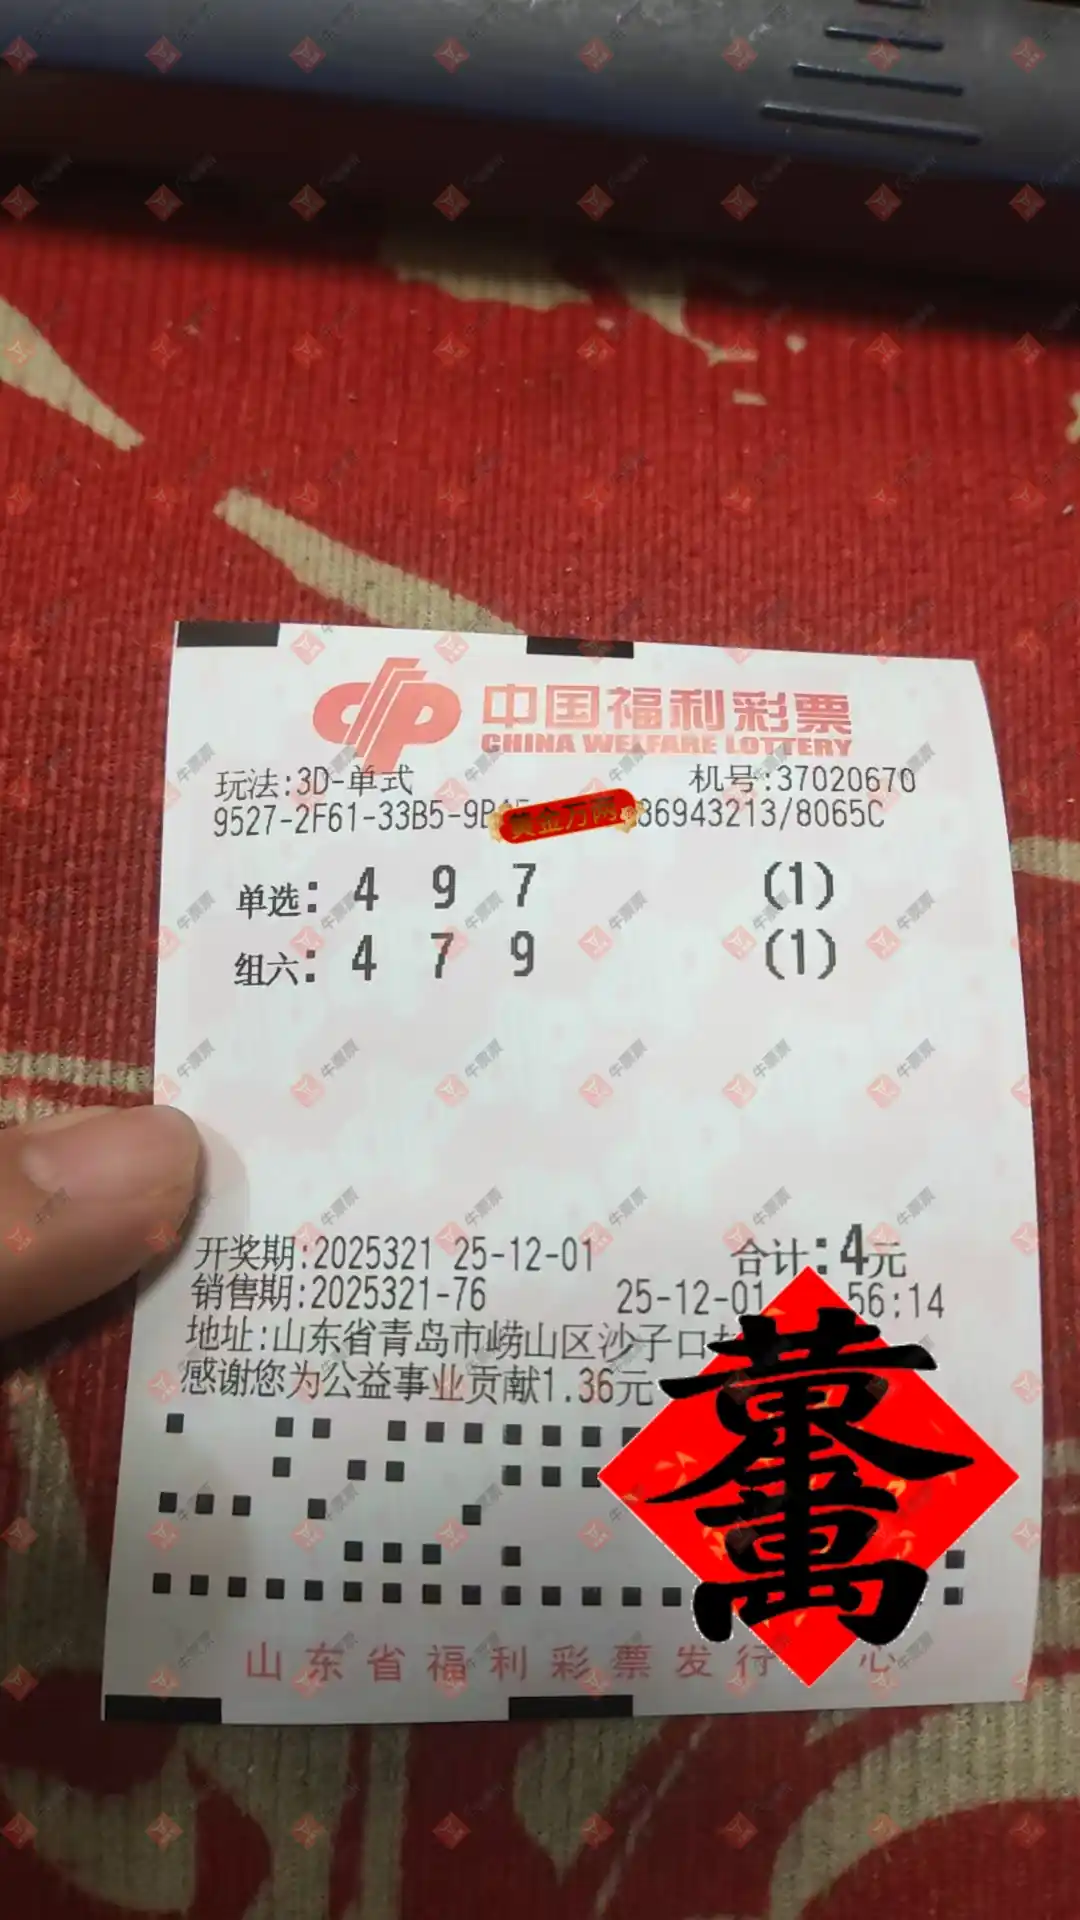 中国福利彩票
CHINA WELFARE LOTTERY
玩法:3D-单式 机号:37020670
9527-2F61-33B5-9B 黄金万两 86943213/8065C
单选: 4 9 7 (1)
组六: 4 7 9 (1)
开奖期:2025321 25-12-01 合计:4元
销售期:2025321-76 25-12-01 56:14
地址:山东省青岛市崂山区沙子口
感谢您为公益事业贡献1.36元
山东省福利彩票发行 心
牛票票